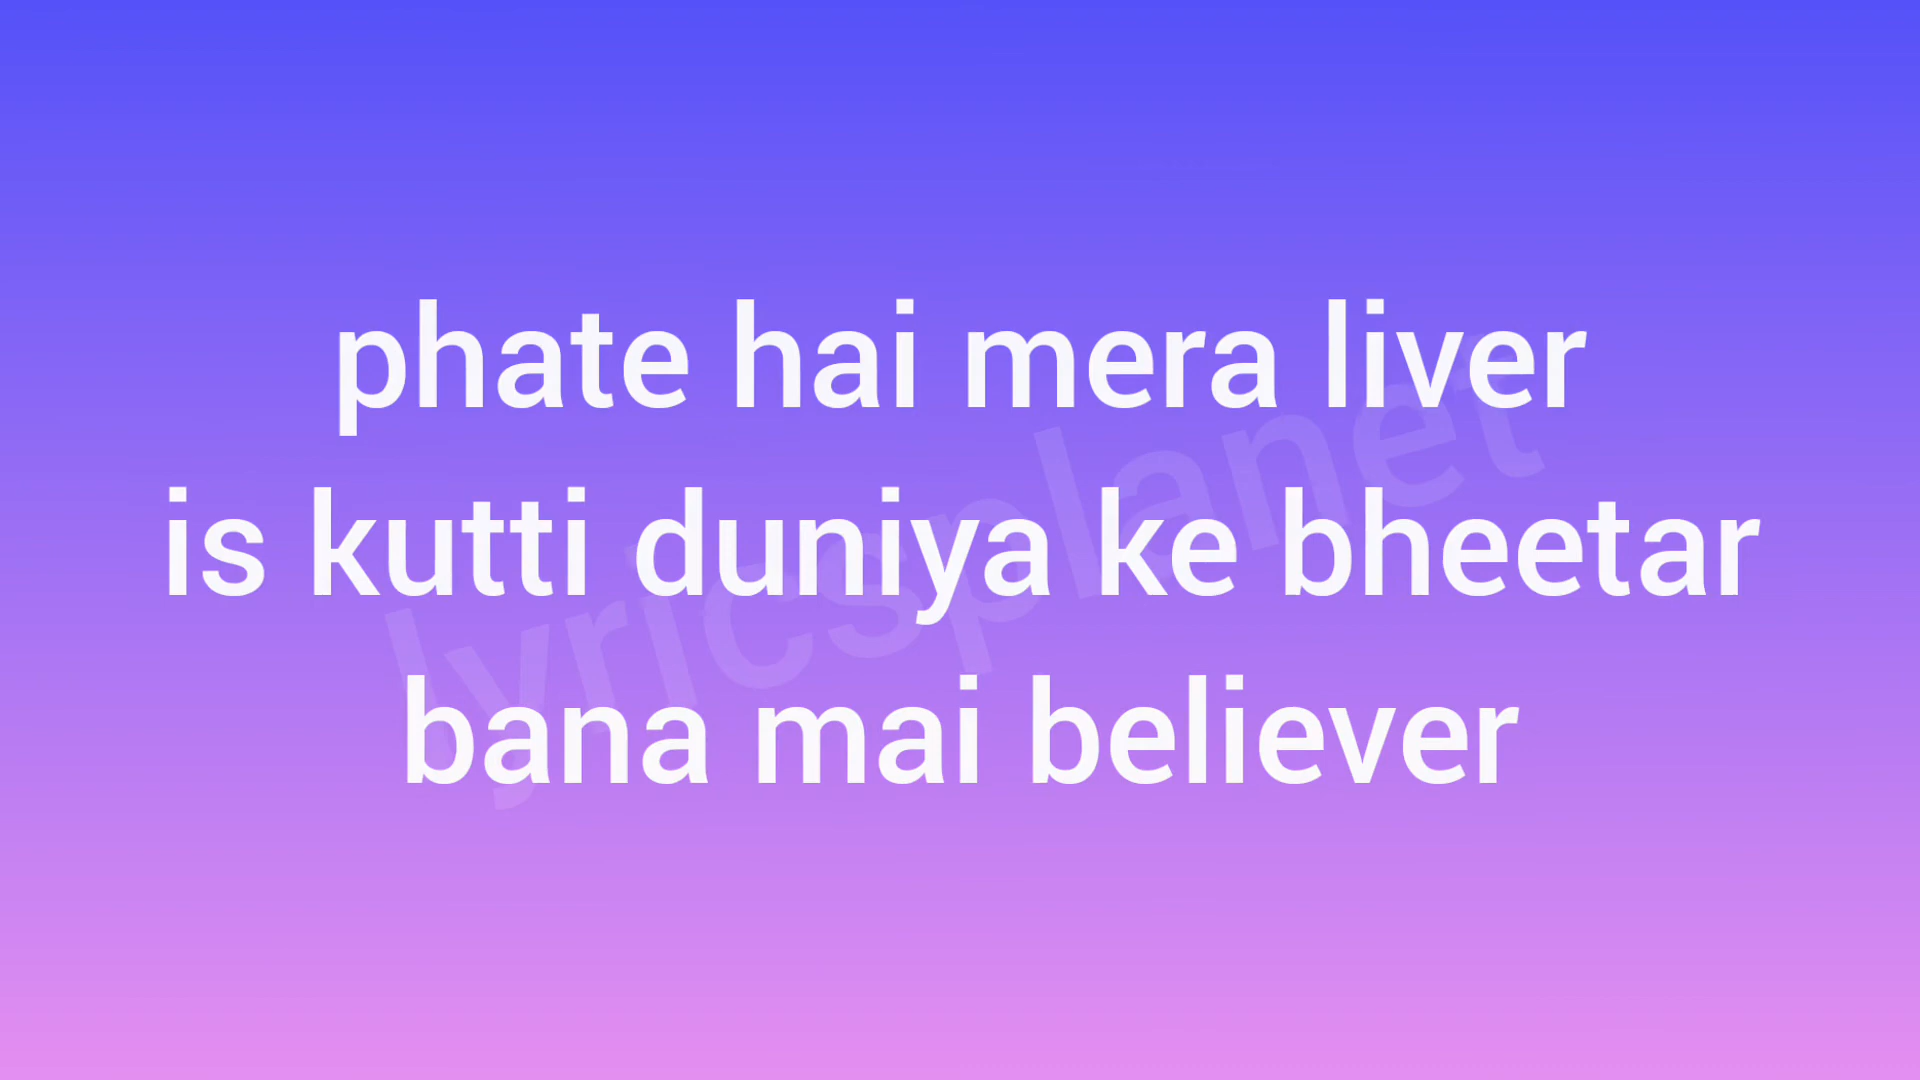 phate hai mera liver
is kutti duniya ke bheetar
bana mai believer
lyricsplanet